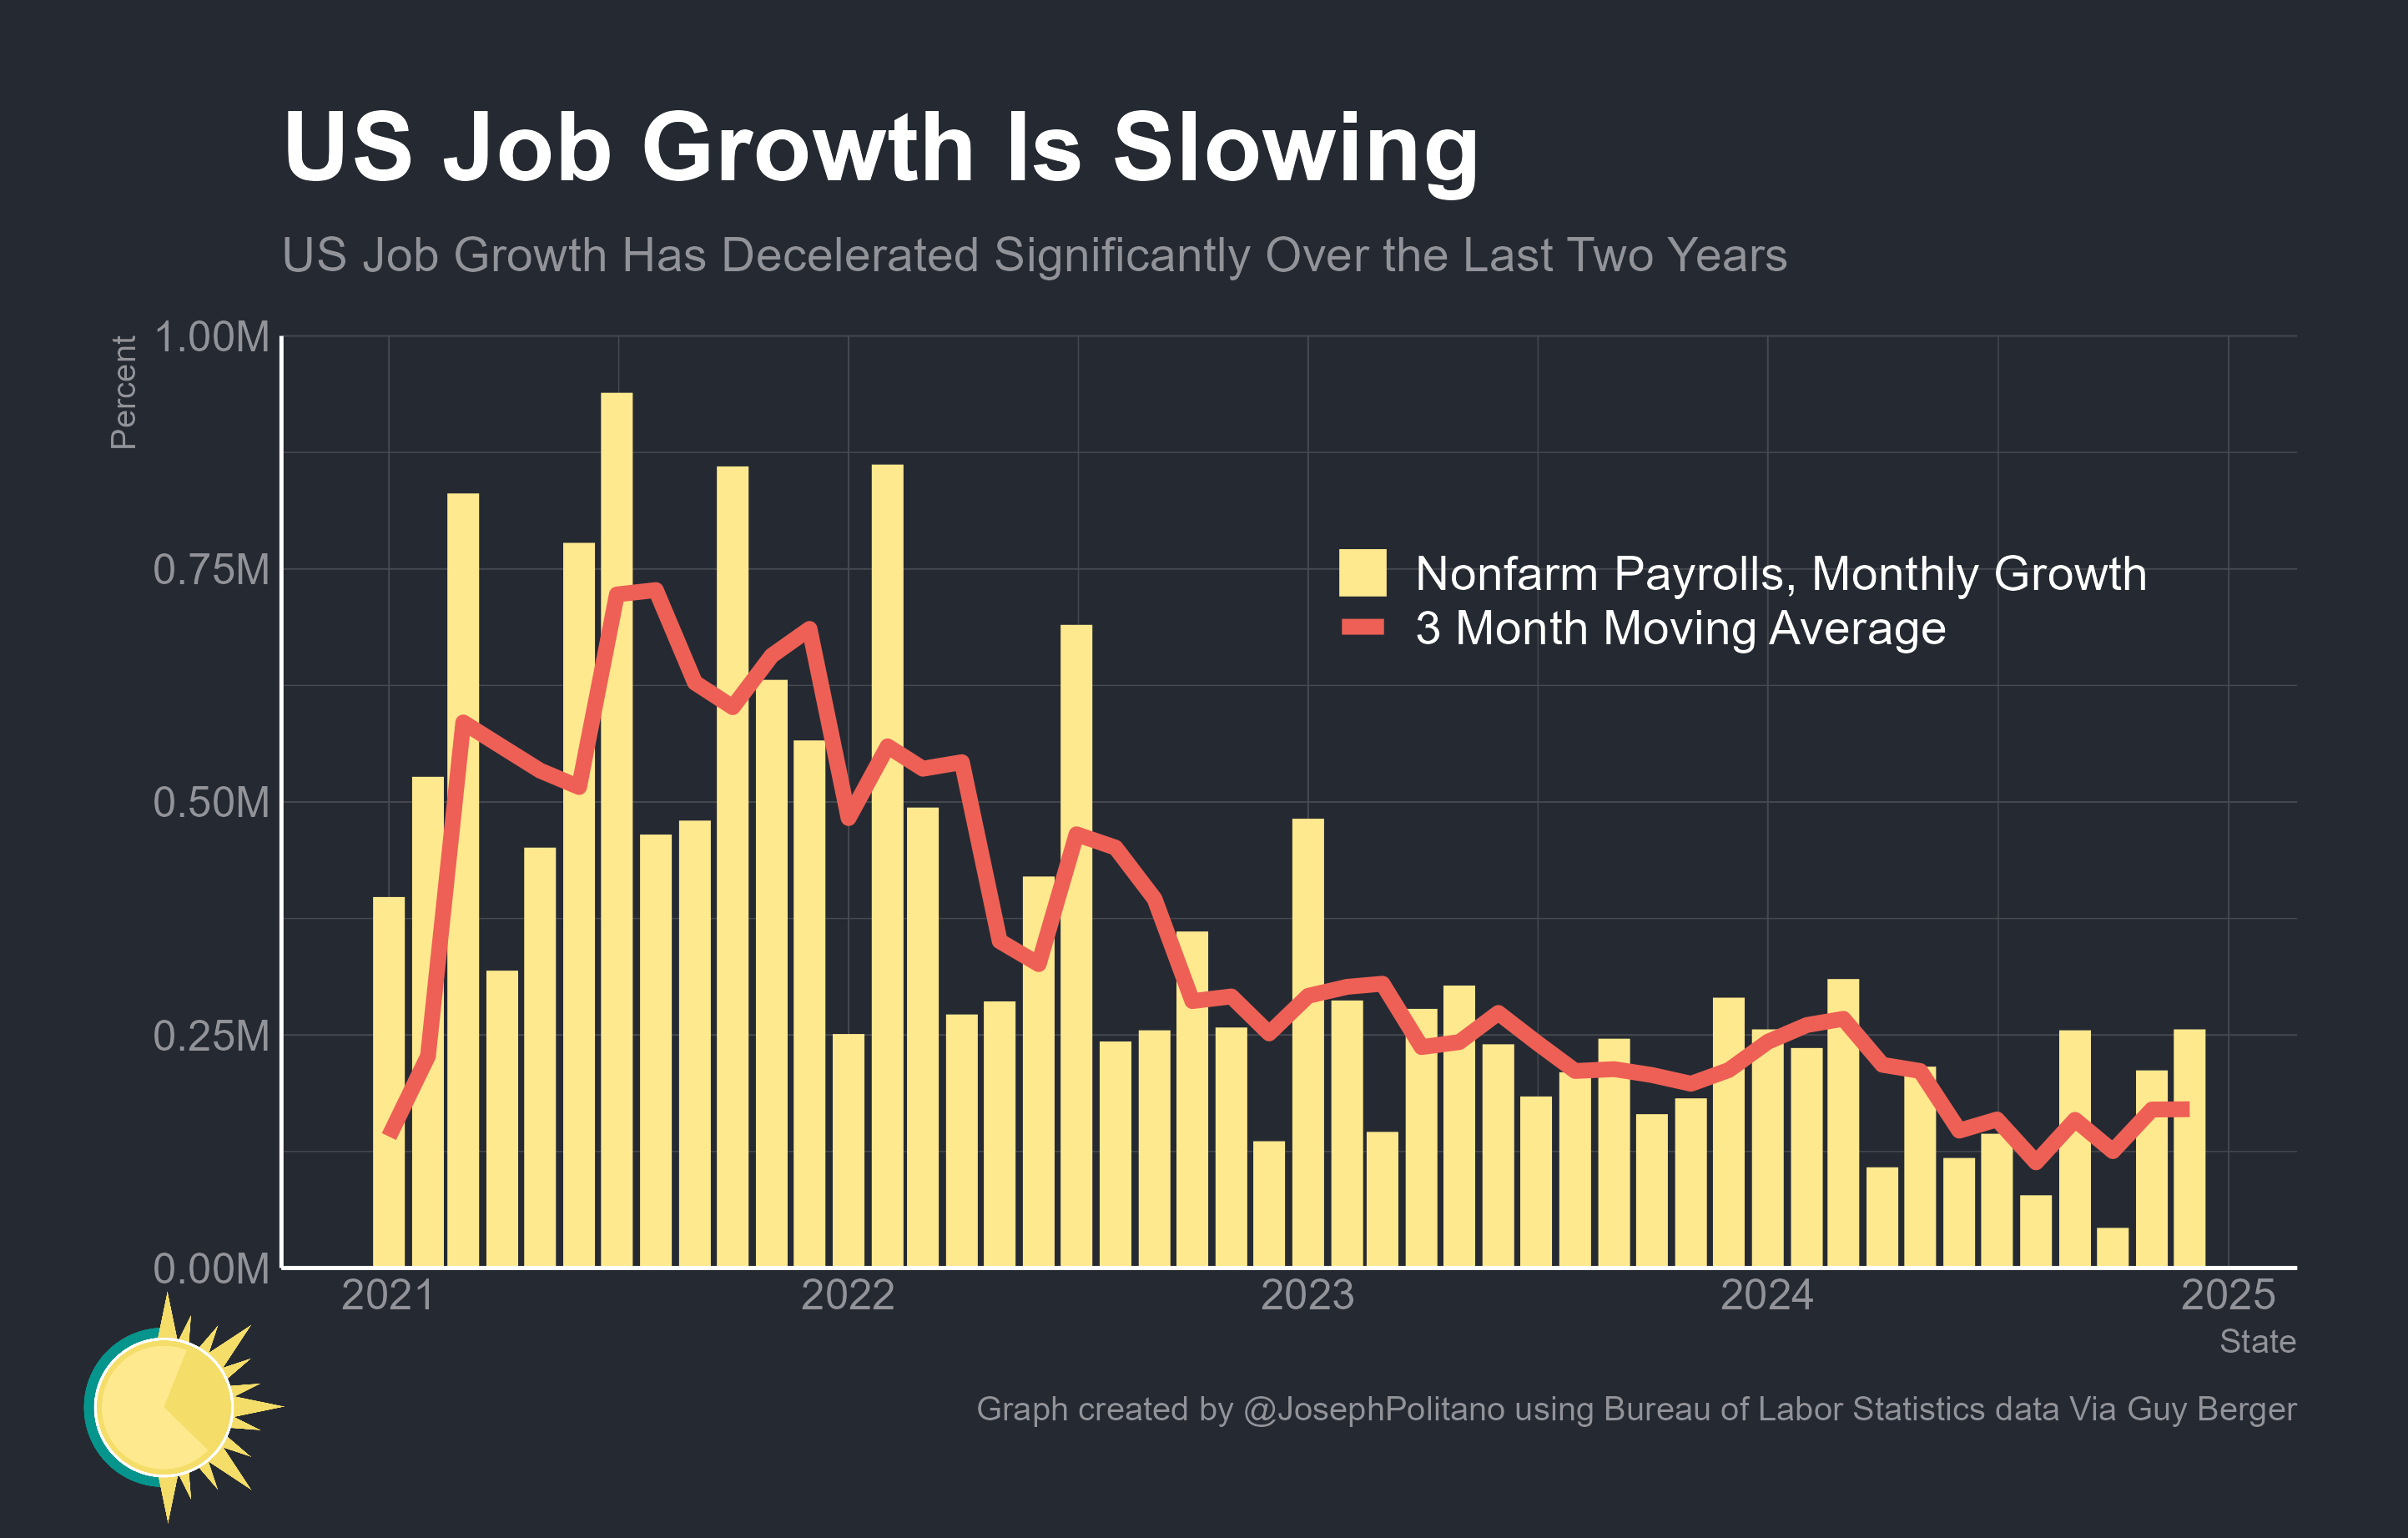 US Job Growth Is Slowing
US Job Growth Has Decelerated Significantly Over the Last Two Years
Percent
1.00M
0.75M
0.50M
0.25M
0.00M
Nonfarm Payrolls, Monthly Growth
3 Month Moving Average
2021 2022 2023 2024 2025
State
Graph created by @JosephPolitano using Bureau of Labor Statistics data Via Guy Berger